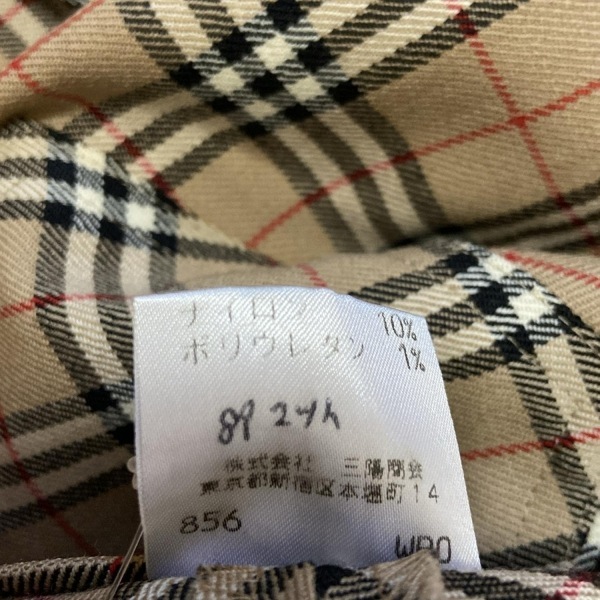 ナイロン 10%
ポリウレタン 1%
株式会社 三陽商会
東京都新宿区本塩町14
856
WPO